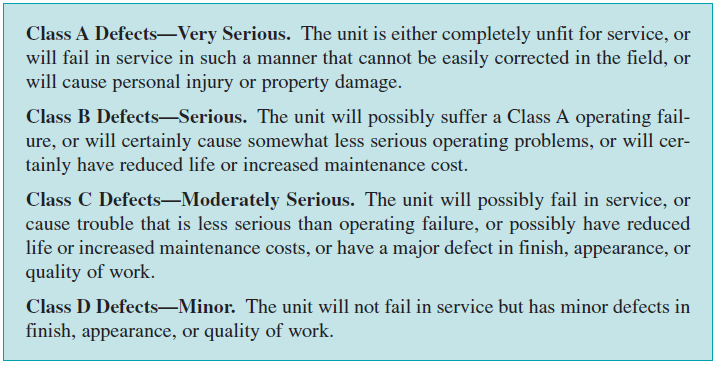 Class A Defects—Very Serious. The unit is either completely unfit for service, or
will fail in service in such a manner that cannot be easily corrected in the field, or
will cause personal injury or property damage.
Class B Defects—Serious. The unit will possibly suffer a Class A operating fail-
ure, or will certainly cause somewhat less serious operating problems, or will cer-
tainly have reduced life or increased maintenance cost.
Class C Defects—Moderately Serious. The unit will possibly fail in service, or
cause trouble that is less serious than operating failure, or possibly have reduced
life or increased maintenance costs, or have a major defect in finish, appearance, or
quality of work.
Class D Defects—Minor. The unit will not fail in service but has minor defects in
finish, appearance, or quality of work.